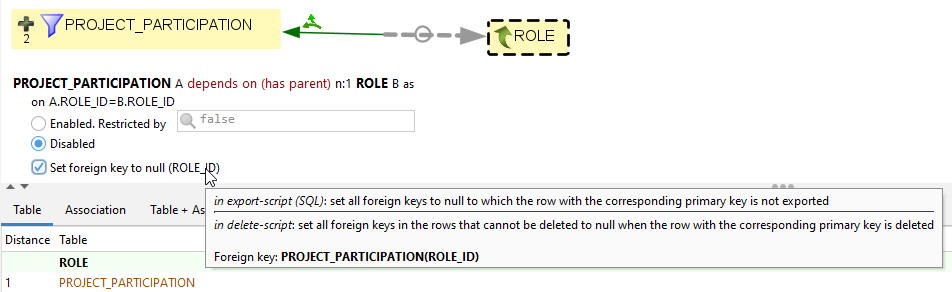 PROJECT_PARTICIPATION
2
ROLE
PROJECT_PARTICIPATION A depends on (has parent) n:1 ROLE B as
on A.ROLE_ID=B.ROLE_ID
Enabled. Restricted by false
Disabled
Set foreign key to null (ROLE_ID)
in export-script (SQL): set all foreign keys to null to which the row with the corresponding primary key is not exported
in delete-script: set all foreign keys in the rows that cannot be deleted to null when the row with the corresponding primary key is deleted
Foreign key: PROJECT_PARTICIPATION(ROLE_ID)
Table Association Table + As
Distance Table
ROLE
1 PROJECT_PARTICIPATION